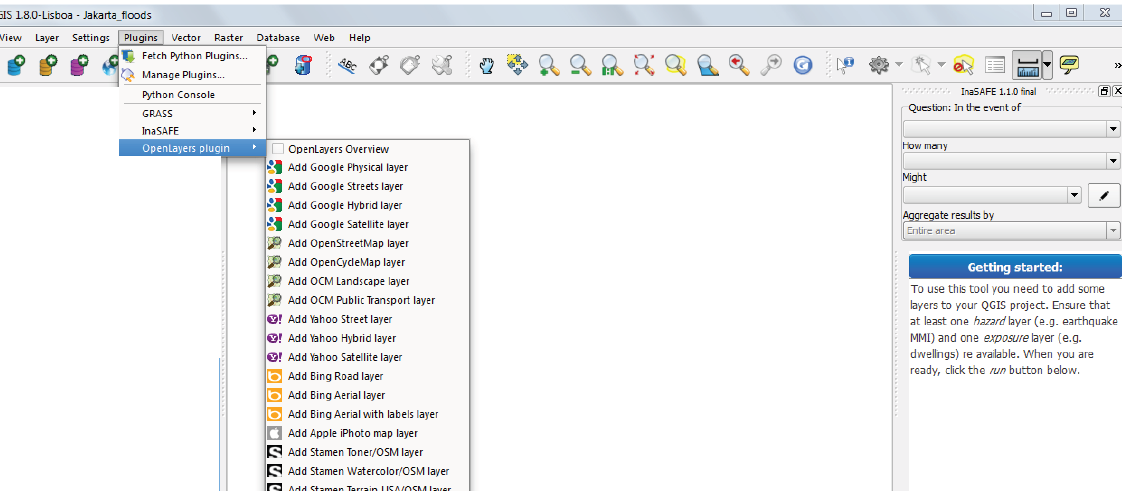 GIS 1.8.0-Lisboa - Jakarta_floods
View Layer Settings Plugins Vector Raster Database Web Help
Fetch Python Plugins...
Manage Plugins...
Python Console
GRASS
InaSAFE
OpenLayers plugin
OpenLayers Overview
Add Google Physical layer
Add Google Streets layer
Add Google Hybrid layer
Add Google Satellite layer
Add OpenStreetMap layer
Add OpenCycleMap layer
Add OCM Landscape layer
Add OCM Public Transport layer
Add Yahoo Street layer
Add Yahoo Hybrid layer
Add Yahoo Satellite layer
Add Bing Road layer
Add Bing Aerial layer
Add Bing Aerial with labels layer
Add Apple iPhoto map layer
Add Stamen Toner/OSM layer
Add Stamen Watercolor/OSM layer
Add Stamen Terrain-USA/OSM layer
InaSAFE 1.1.0 final
Question: In the event of
How many
Might
Aggregate results by
Entire area
Getting started:
To use this tool you need to add some
layers to your QGIS project. Ensure that
at least one hazard layer (e.g. earthquake
MMI) and one exposure layer (e.g.
dwellings) re available. When you are
ready, click the run button below.